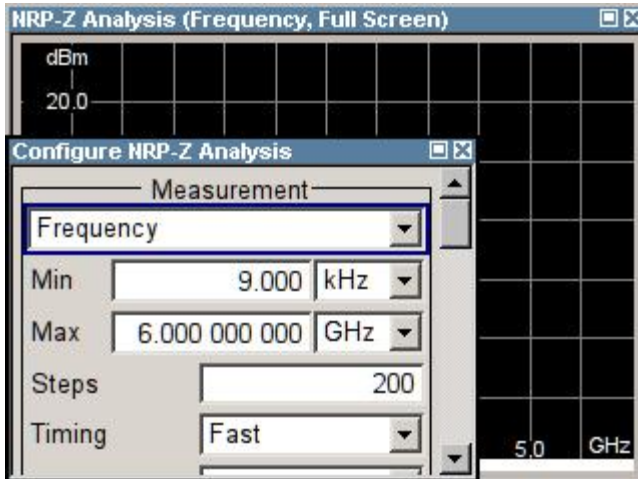 NRP-Z Analysis (Frequency, Full Screen)
dBm
20.0
Configure NRP-Z Analysis
Measurement
Frequency
Min 9.000 kHz
Max 6.000 000 000 GHz
Steps 200
Timing Fast
5.0 GHz